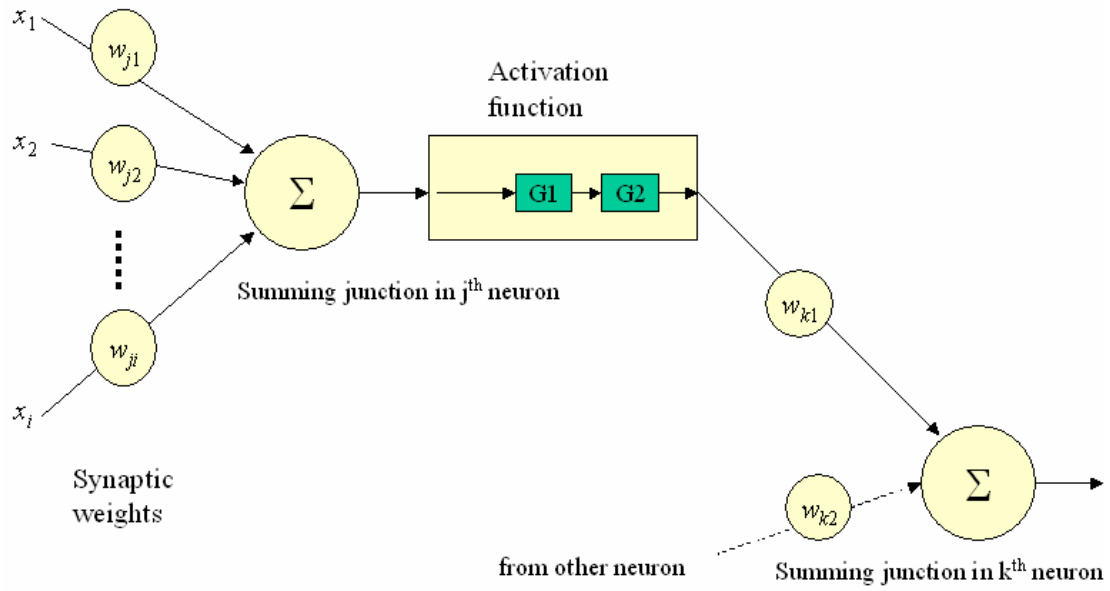 x1
wj1
Activation
function
x2
wj2
Σ
G1
G2
Summing junction in jth neuron
wk1
wji
xi
Synaptic
weights
Σ
wk2
from other neuron
Summing junction in kth neuron